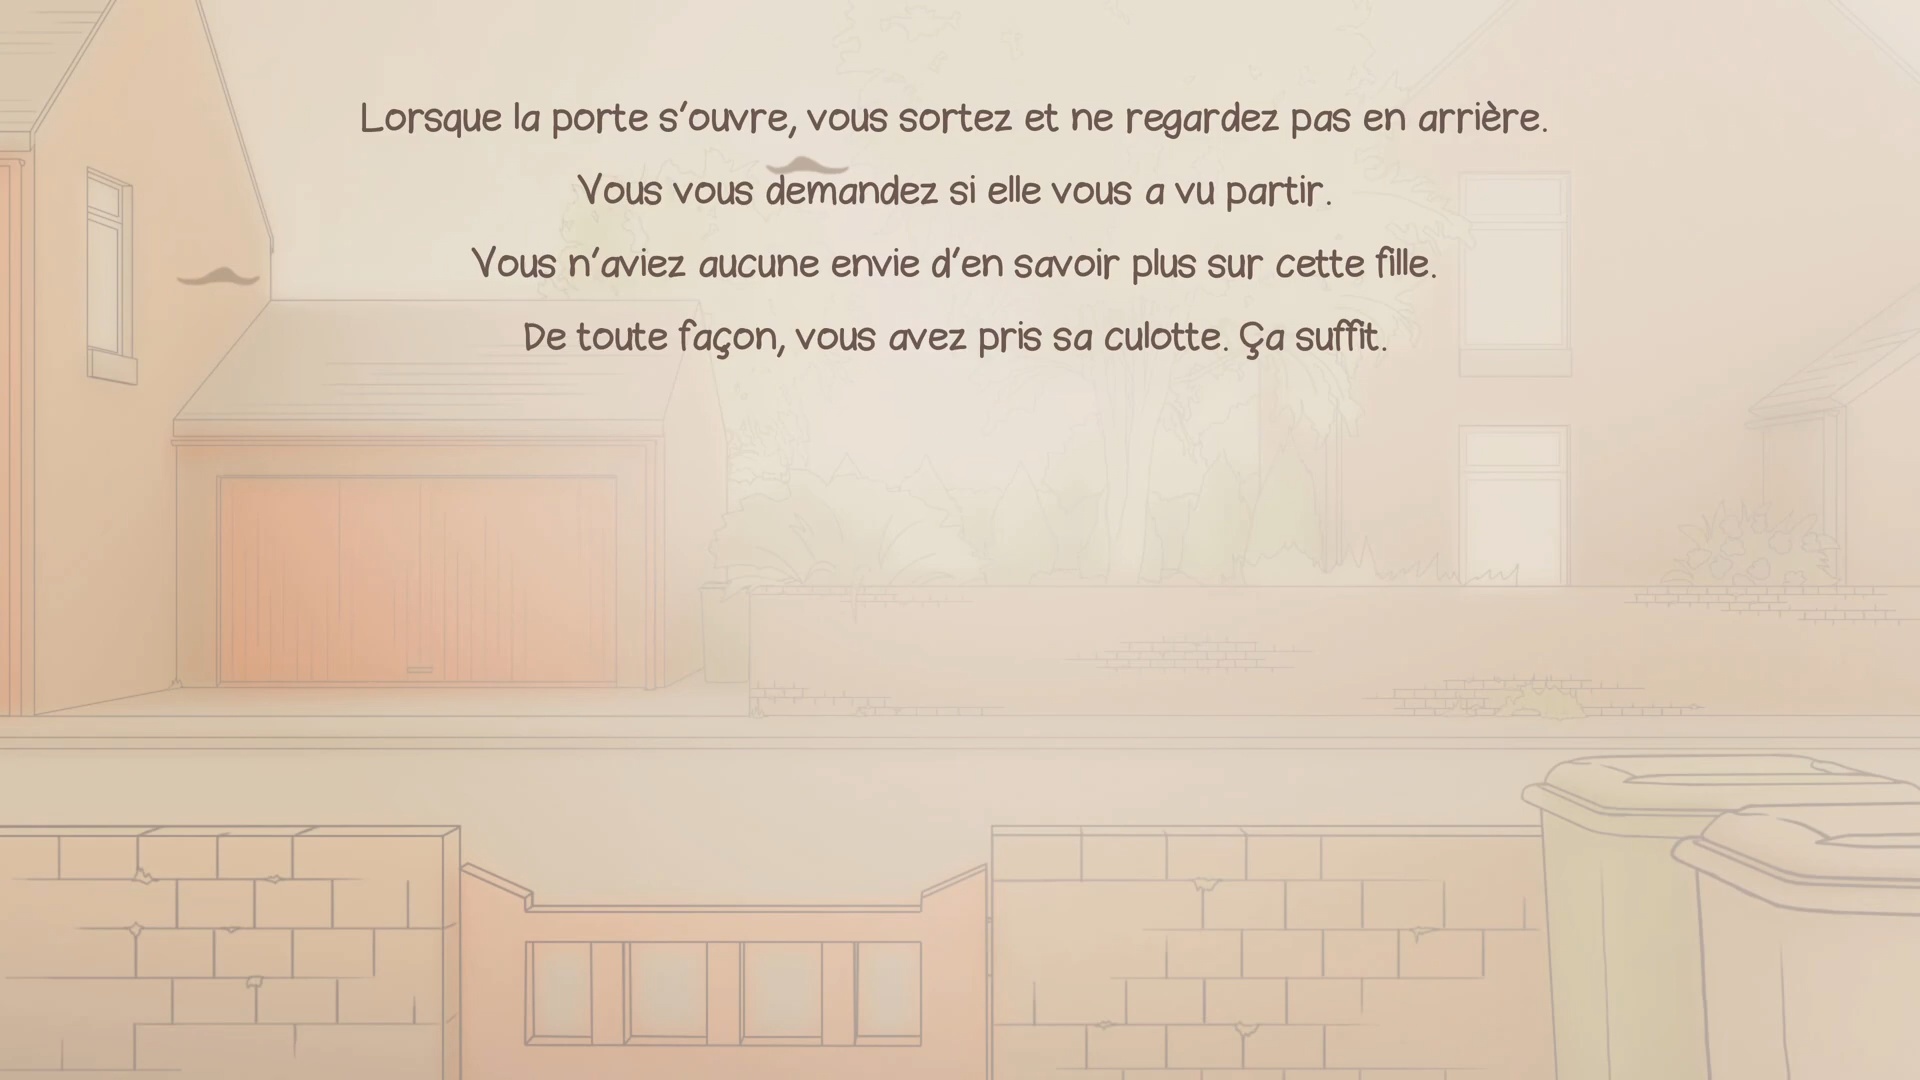 Lorsque la porte s'ouvre, vous sortez et ne regardez pas en arrière.
Vous vous demandez si elle vous a vu partir.
Vous n'aviez aucune envie d'en savoir plus sur cette fille.
De toute façon, vous avez pris sa culotte. Ça suffit.